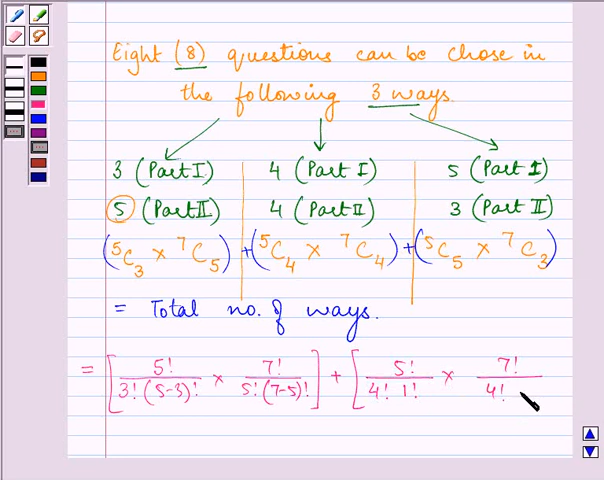 Eight (8) questions can be chose in
the following 3 ways.
3 (Part I) 4 (Part I) 5 (Part I)
5 (Part II) 4 (Part II) 3 (Part II)
(⁵C₃ × ⁷C₅) + (⁵C₄ × ⁷C₄) + (⁵C₅ × ⁷C₃)
= Total no. of ways.
= [ 5! / 3! (5-3)! × 7! / 5! (7-5)! ] + [ 5! / 4! 1! × 7! / 4!